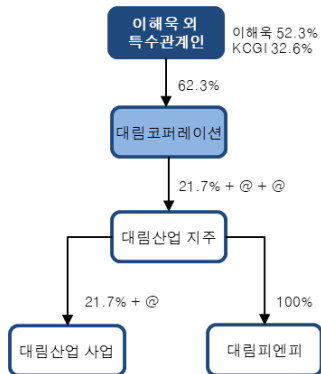 이해욱 외
특수관계인
이해욱 52.3%
KCGI 32.6%
62.3%
대림코퍼레이션
21.7% + @ + @
대림산업 지주
21.7% + @
100%
대림산업 사업
대림피엔피